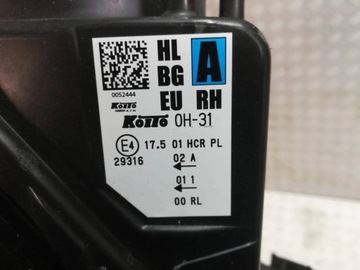 HL
BG
EU
A
RH
0052444
KOITO
KOITO OH-31
E4 17.5 01 HCR PL
29316 02 A
01 1
00 RL